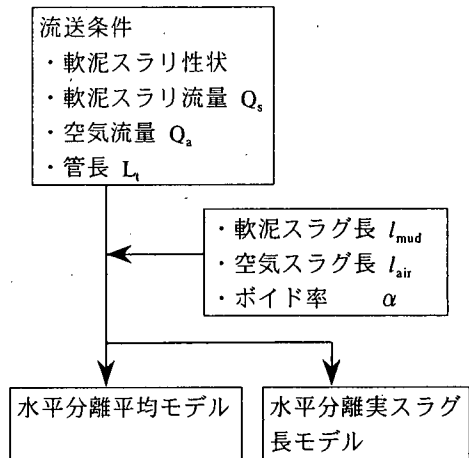 流送条件
・軟泥スラリ性状
・軟泥スラリ流量 Qs
・空気流量 Qa
・管長 Lt
・軟泥スラグ長 lmud
・空気スラグ長 lair
・ボイド率 α
水平分離平均モデル
水平分離実スラグ
長モデル